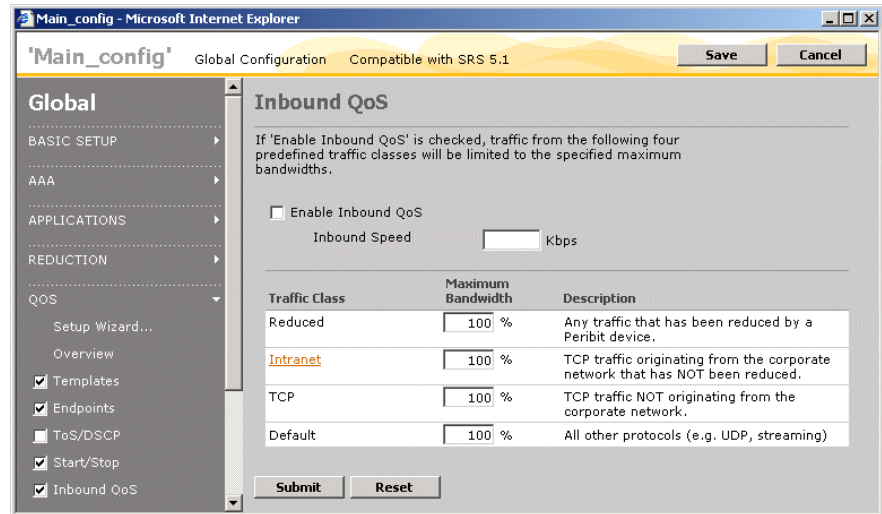 Main_config - Microsoft Internet Explorer
'Main_config' Global Configuration Compatible with SRS 5.1 Save Cancel
Global
BASIC SETUP
AAA
APPLICATIONS
REDUCTION
QOS
Setup Wizard...
Overview
Templates
Endpoints
ToS/DSCP
Start/Stop
Inbound QoS
Inbound QoS
If 'Enable Inbound QoS' is checked, traffic from the following four
predefined traffic classes will be limited to the specified maximum
bandwidths.
Enable Inbound QoS
Inbound Speed Kbps
Traffic Class Maximum Bandwidth Description
Reduced 100 % Any traffic that has been reduced by a
Peribit device.
Intranet 100 % TCP traffic originating from the corporate
network that has NOT been reduced.
TCP 100 % TCP traffic NOT originating from the
corporate network.
Default 100 % All other protocols (e.g. UDP, streaming)
Submit Reset